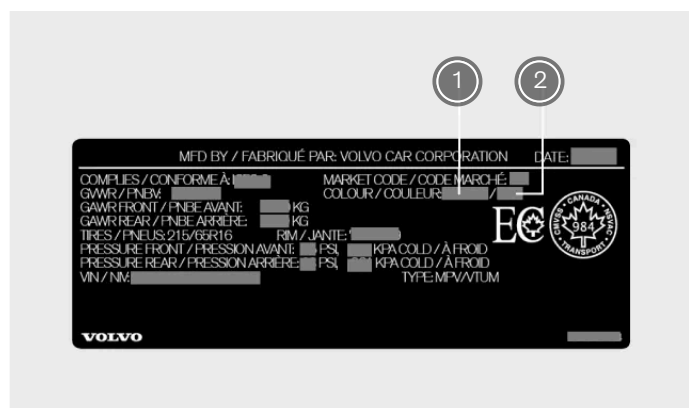 1 2
MFD BY / FABRIQUÉ PAR: VOLVO CAR CORPORATION DATE:
COMPLIES / CONFORME À: MARKET CODE / CODE MARCHÉ:
GVWR / PNBV: COLOUR / COULEUR: /
GAWR FRONT / PNBE AVANT: KG
GAWR REAR / PNBE ARRIÈRE: KG
TIRES / PNEUS: 215/65R16 RIM / JANTE:
PRESSURE FRONT / PRESSION AVANT: PSI, KPA COLD / À FROID
PRESSURE REAR / PRESSION ARRIÈRE: PSI, KPA COLD / À FROID
VIN / NIV: TYPE: MPV/VTUM
EC
CANADA
CMVSS 984 NSVAC
TRANSPORT
VOLVO